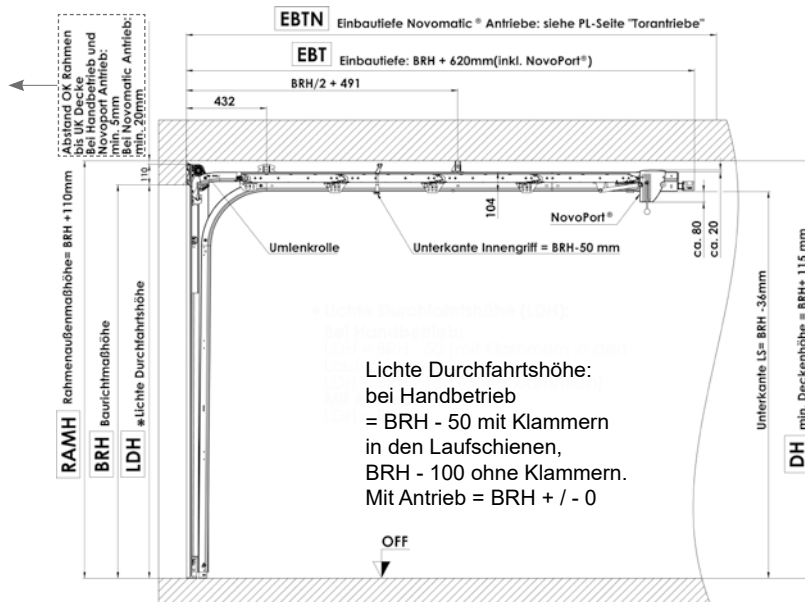 EBTN Einbautiefe Novomatic ® Antriebe: siehe PL-Seite "Torantriebe"
EBT Einbautiefe: BRH + 620mm(inkl. NovoPort®)
BRH/2 + 491
432
Abstand OK Rahmen
bis UK Decke
Bei Handbetrieb und
Novoport Antrieb:
min. 5mm
Bei Novomatic Antrieb:
min. 20mm
110
104
NovoPort®
ca. 80
ca. 20
Umlenkrolle
Unterkante Innengriff = BRH-50 mm
RAMH Rahmenaußenmaßhöhe= BRH +110mm
BRH Baurichtmaßhöhe
LDH *Lichte Durchfahrtshöhe
Lichte Durchfahrtshöhe:
bei Handbetrieb
= BRH - 50 mit Klammern
in den Laufschienen,
BRH - 100 ohne Klammern.
Mit Antrieb = BRH + / - 0
Unterkante LS= BRH -36mm
DH min. Deckenhöhe = BRH+ 115 mm
OFF